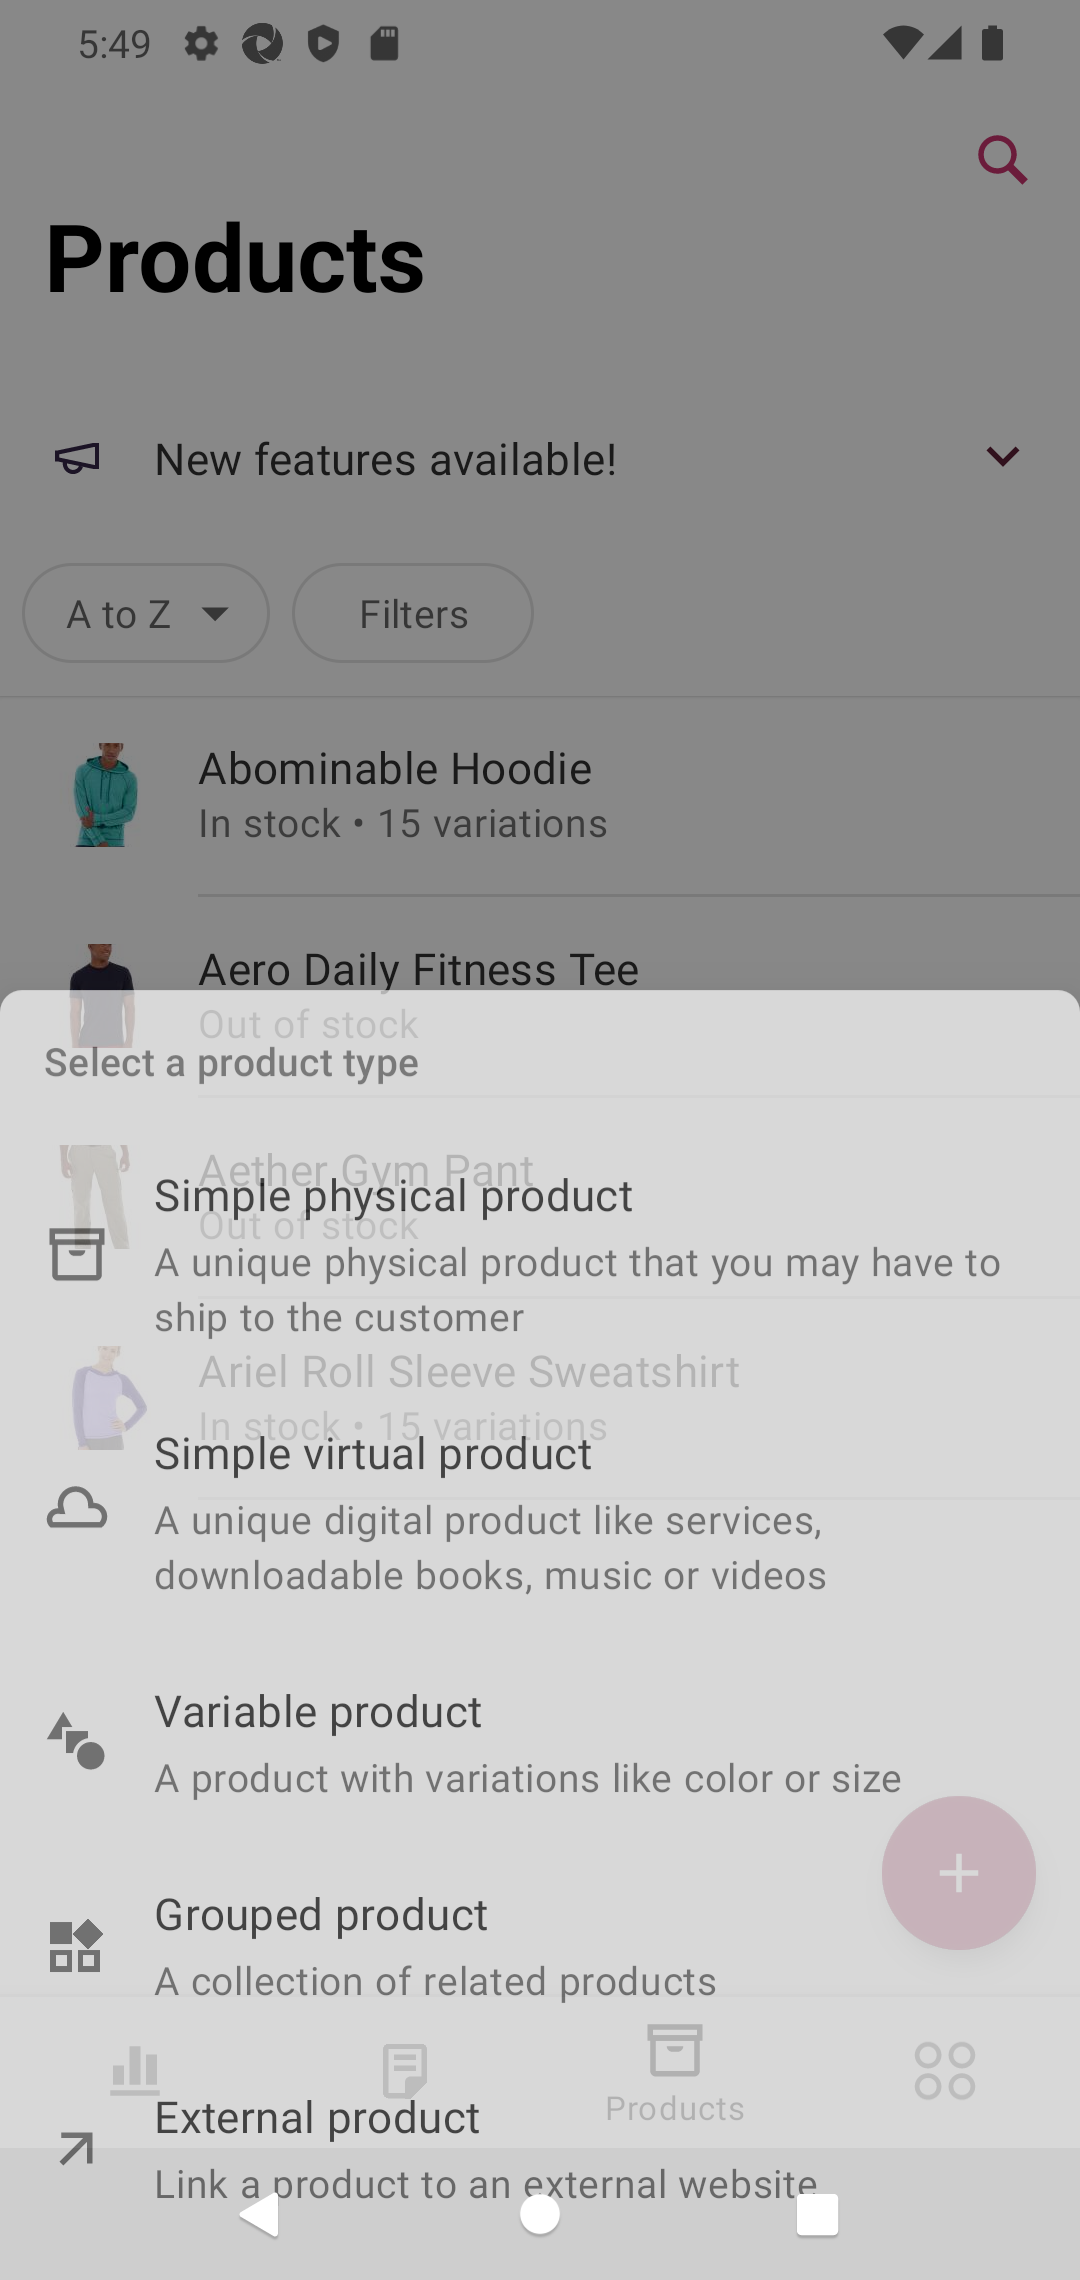 5:49
Products
New features available!
A to Z
Filters
Abominable Hoodie
In stock • 15 variations
Aero Daily Fitness Tee
Out of stock
Select a product type
Aether Gym Pant
Simple physical product
Out of stock
A unique physical product that you may have to
ship to the customer
Ariel Roll Sleeve Sweatshirt
In stock • 15 variations
Simple virtual product
A unique digital product like services,
downloadable books, music or videos
Variable product
A product with variations like color or size
Grouped product
A collection of related products
Products
External product
Link a product to an external website